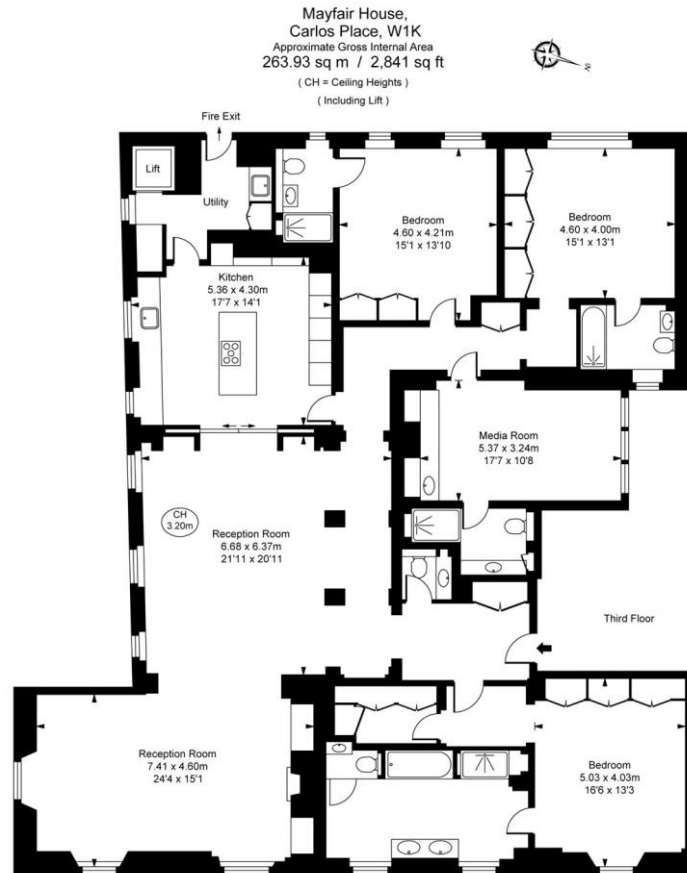 Mayfair House,
Carlos Place, W1K
Approximate Gross Internal Area
263.93 sq m / 2,841 sq ft
( CH = Ceiling Heights )
( Including Lift )
N
Fire Exit
Lift
Utility
Bedroom
4.60 x 4.21m
15'1 x 13'10
Bedroom
4.60 x 4.00m
15'1 x 13'1
Kitchen
5.36 x 4.30m
17'7 x 14'1
Media Room
5.37 x 3.24m
17'7 x 10'8
CH
3.20m
Reception Room
6.68 x 6.37m
21'11 x 20'11
Third Floor
Reception Room
7.41 x 4.60m
24'4 x 15'1
Bedroom
5.03 x 4.03m
16'6 x 13'3